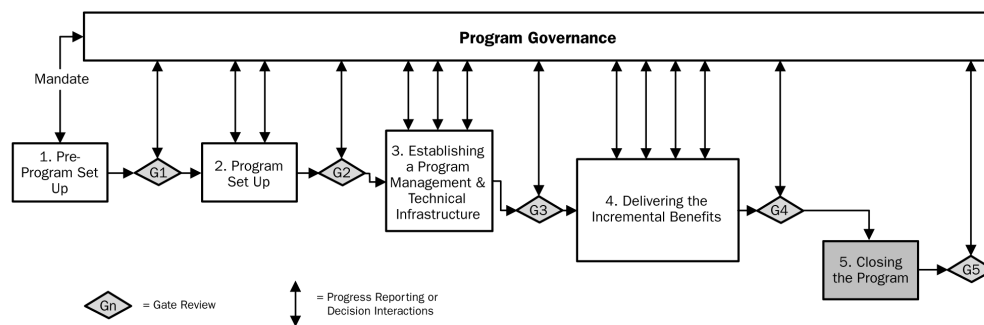 Program Governance
Mandate
1. Pre-
Program Set
Up
G1
2. Program
Set Up
G2
3. Establishing
a Program
Management &
Technical
Infrastructure
G3
4. Delivering the
Incremental Benefits
G4
5. Closing
the Program
G5
Gn
= Gate Review
= Progress Reporting or
Decision Interactions